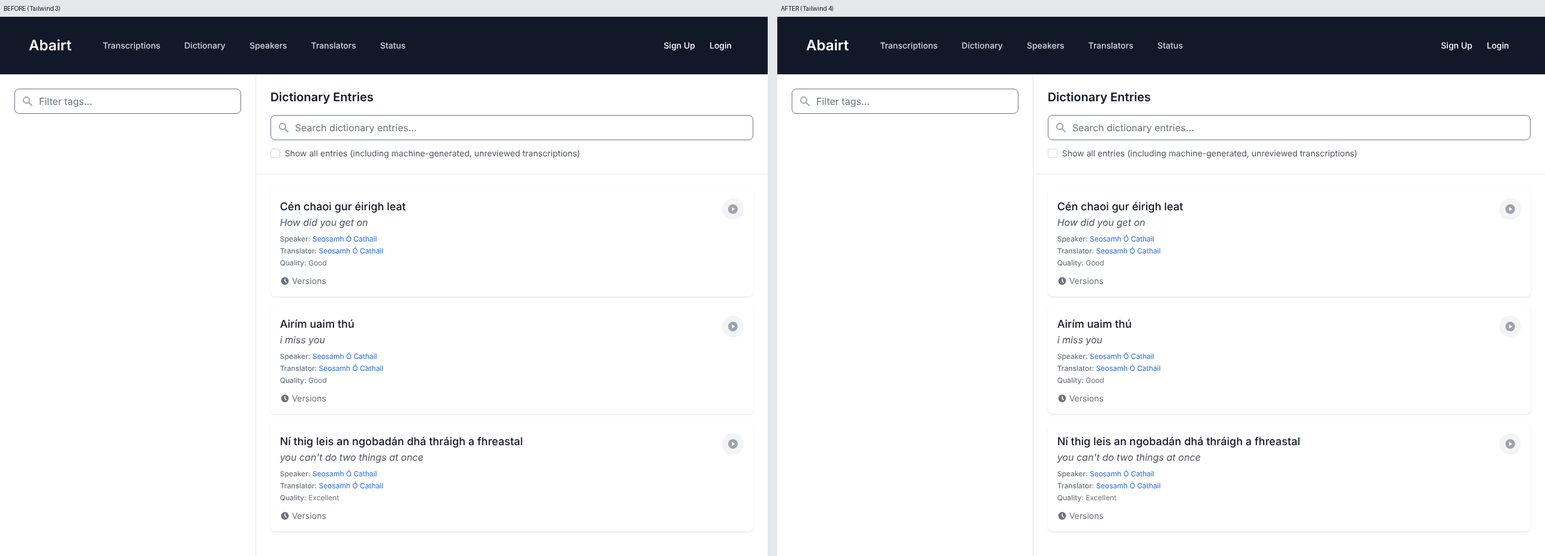 BEFORE (Tailwind 3)
Abairt Transcriptions Dictionary Speakers Translators Status Sign Up Login
Filter tags...
Dictionary Entries
Search dictionary entries...
Show all entries (including machine-generated, unreviewed transcriptions)
Cén chaoi gur éirigh leat
How did you get on
Speaker: Seosamh Ó Cathail
Translator: Seosamh Ó Cathail
Quality: Good
Versions
Airím uaim thú
i miss you
Speaker: Seosamh Ó Cathail
Translator: Seosamh Ó Cathail
Quality: Good
Versions
Ní thig leis an ngobadán dhá thráigh a fhreastal
you can't do two things at once
Speaker: Seosamh Ó Cathail
Translator: Seosamh Ó Cathail
Quality: Excellent
Versions
AFTER (Tailwind 4)
Abairt Transcriptions Dictionary Speakers Translators Status Sign Up Login
Filter tags...
Dictionary Entries
Search dictionary entries...
Show all entries (including machine-generated, unreviewed transcriptions)
Cén chaoi gur éirigh leat
How did you get on
Speaker: Seosamh Ó Cathail
Translator: Seosamh Ó Cathail
Quality: Good
Versions
Airím uaim thú
i miss you
Speaker: Seosamh Ó Cathail
Translator: Seosamh Ó Cathail
Quality: Good
Versions
Ní thig leis an ngobadán dhá thráigh a fhreastal
you can't do two things at once
Speaker: Seosamh Ó Cathail
Translator: Seosamh Ó Cathail
Quality: Excellent
Versions